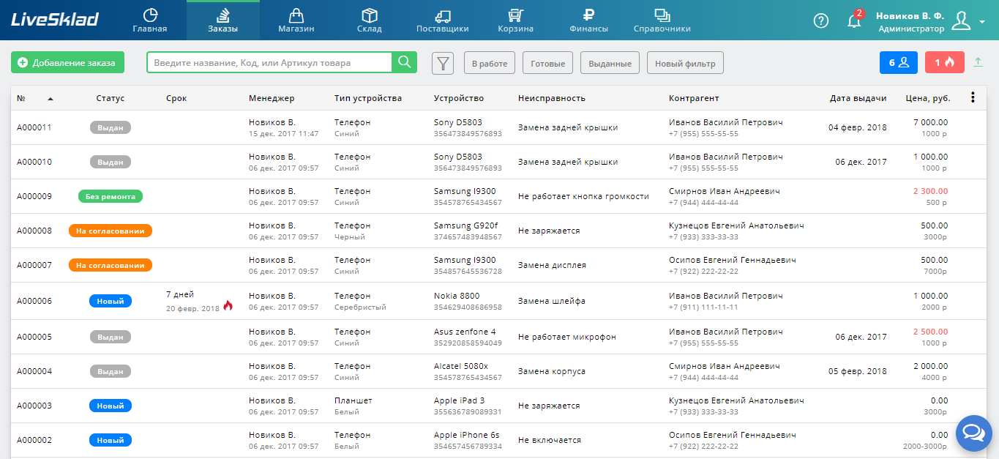 LiveSklad
Главная
Заказы
Магазин
Склад
Поставщики
Корзина
Финансы
Справочники
?
2
Новиков В. Ф.
Администратор
Добавление заказа
Введите название, Код, или Артикул товара
В работе
Готовые
Выданные
Новый фильтр
6
1
№ Статус Срок Менеджер Тип устройства Устройство Неисправность Контрагент Дата выдачи Цена, руб.
A000011 Выдан Новиков В. Телефон Sony D5803 Замена задней крышки Иванов Василий Петрович 04 февр. 2018 7 000.00
15 дек. 2017 11:47 Синий 356473849576893 +7 (955) 555-55-55 1000 р
A000010 Выдан Новиков В. Телефон Sony D5803 Замена задней крышки Иванов Василий Петрович 06 дек. 2017 1 000.00
06 дек. 2017 09:57 Синий 356473849576893 +7 (955) 555-55-55 1000 р
A000009 Без ремонта Новиков В. Телефон Samsung I9300 Не работает кнопка громкости Смирнов Иван Андреевич 2 300.00
06 дек. 2017 09:57 Синий 354578765434567 +7 (944) 444-44-44 500 р
A000008 На согласовании Новиков В. Телефон Samsung G920f Не заряжается Кузнецов Евгений Анатольевич 500.00
06 дек. 2017 09:57 Черный 374657483948567 +7 (933) 333-33-33 3000р
A000007 На согласовании Новиков В. Телефон Samsung I9300 Замена дисплея Осипов Евгений Геннадьевич 500.00
06 дек. 2017 09:57 Синий 354857645536728 +7 (922) 222-22-22 7000р
A000006 Новый 7 дней Новиков В. Телефон Nokia 8800 Замена шлейфа Иванов Василий Петрович 1 000.00
20 февр. 2018 06 дек. 2017 09:57 Серебристый 354629408686958 +7 (911) 111-11-11 2000 р
A000005 Выдан Новиков В. Телефон Asus zenfone 4 Не работает микрофон Иванов Василий Петрович 06 дек. 2017 2 500.00
06 дек. 2017 09:57 Синий 352920858594049 +7 (955) 555-55-55 1000 р
A000004 Выдан Новиков В. Телефон Alcatel 5080x Замена корпуса Смирнов Иван Андреевич 05 февр. 2018 2 000.00
06 дек. 2017 09:57 Синий 354578765434567 +7 (944) 444-44-44 4000 р
A000003 Новый Новиков В. Планшет Apple iPad 3 Не заряжается Кузнецов Евгений Анатольевич 0.00
06 дек. 2017 09:57 Белый 355636789089331 +7 (933) 333-33-33 3000р
A000002 Новый Новиков В. Телефон Apple iPhone 6s Не включается Осипов Евгений Геннадьевич 0.00
06 дек. 2017 09:57 Белый 354657456789334 +7 (922) 222-22-22 2000-3000р